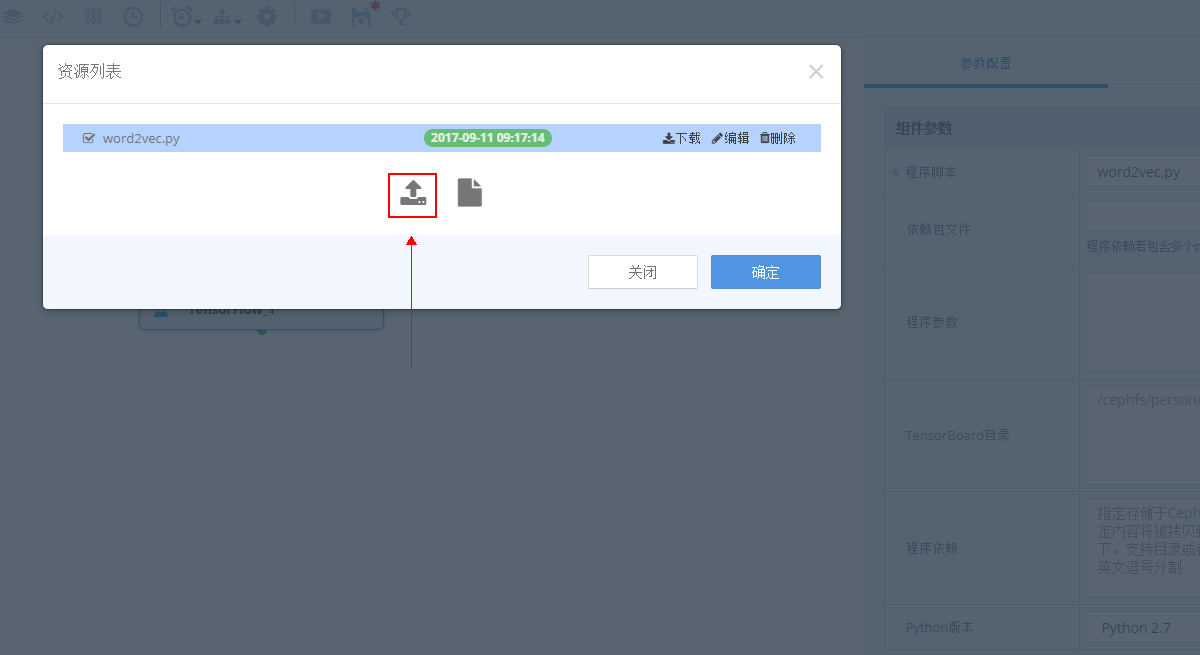 资源列表
word2vec.py
2017-09-11 09:17:14
下载
编辑
删除
关闭
确定
TensorFlow_1
参数配置
组件参数
* 程序脚本
word2vec.py
依赖包文件
程序依赖若包含多个p
程序参数
TensorBoard目录
/cephfs/person/
程序依赖
指定存储于Ceph
定内容将被拷贝到
下。支持目录或
英文逗号分割
Python版本
Python 2.7